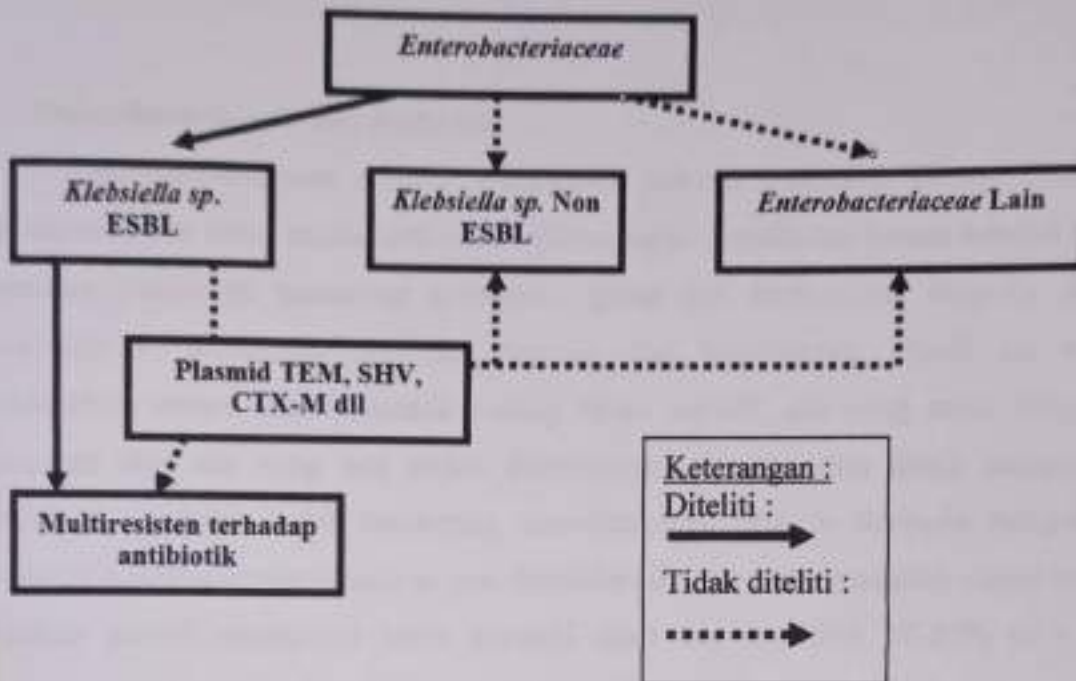 Enterobacteriaceae
Klebsiella sp.
ESBL
Klebsiella sp. Non
ESBL
Enterobacteriaceae Lain
Plasmid TEM, SHV,
CTX-M dll
Multiresisten terhadap
antibiotik
Keterangan :
Diteliti :
Tidak diteliti :